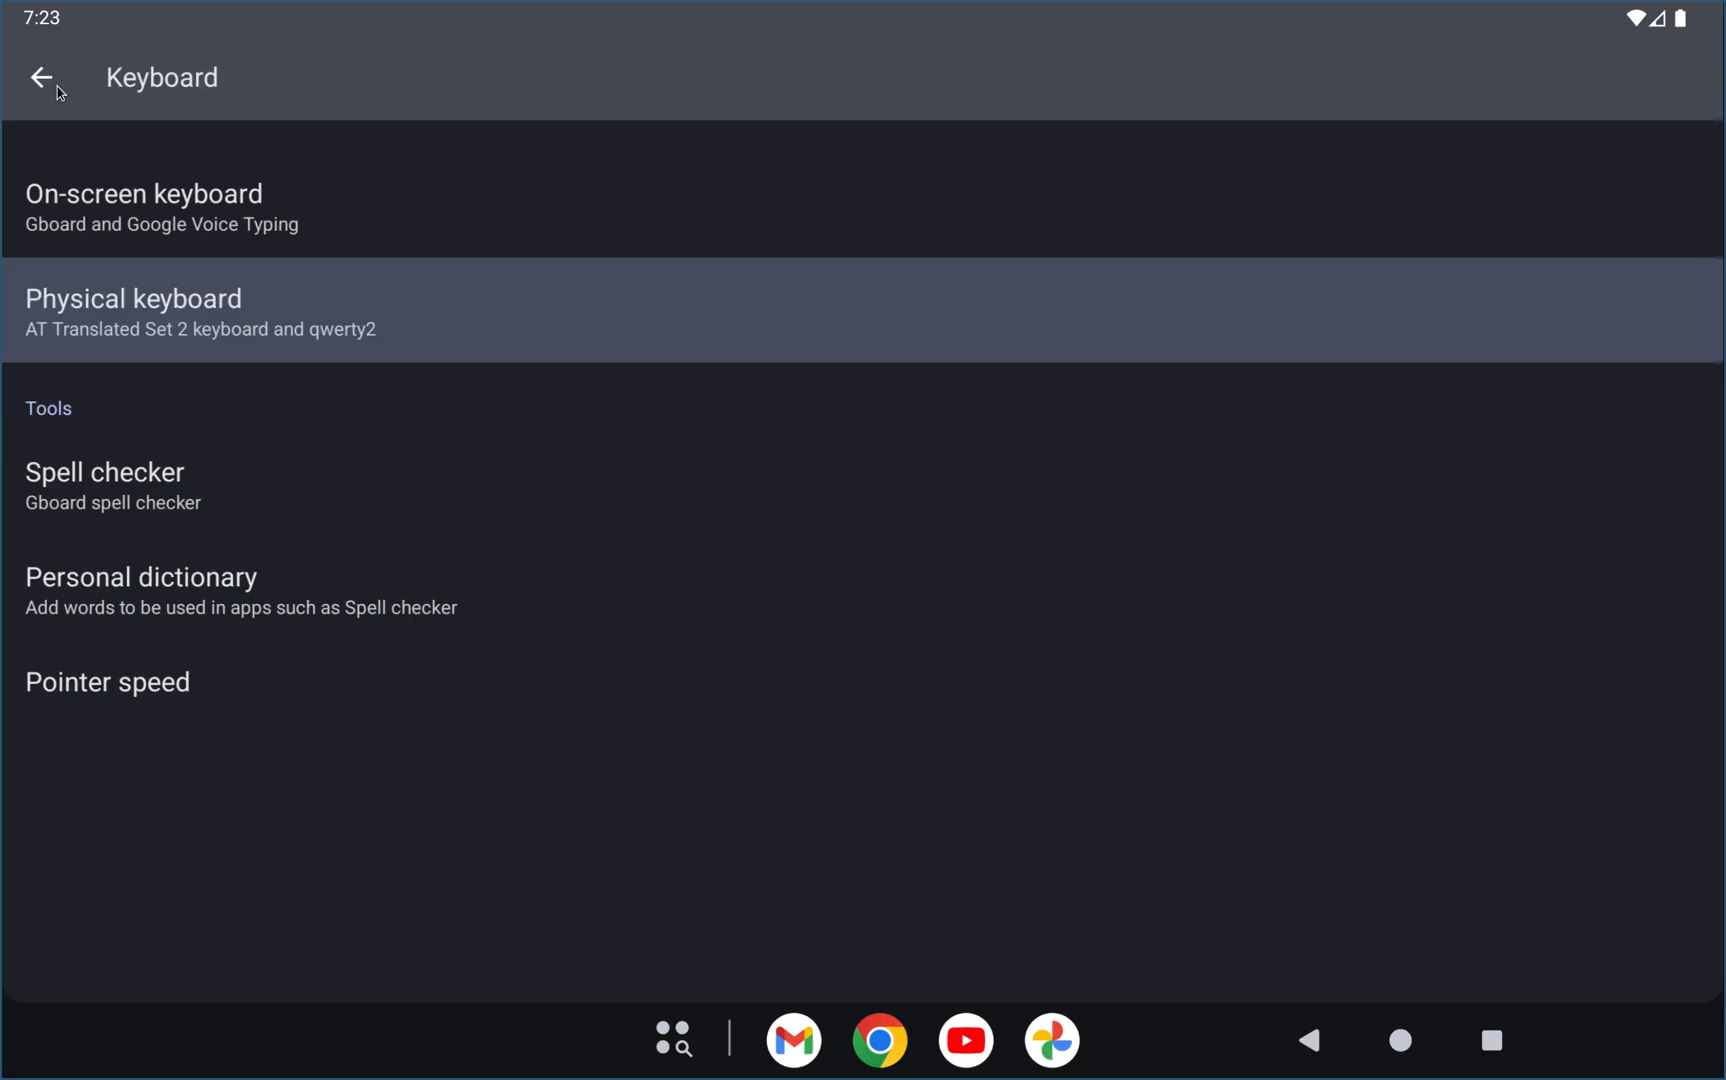 7:23
Keyboard
On-screen keyboard
Gboard and Google Voice Typing
Physical keyboard
AT Translated Set 2 keyboard and qwerty2
Tools
Spell checker
Gboard spell checker
Personal dictionary
Add words to be used in apps such as Spell checker
Pointer speed